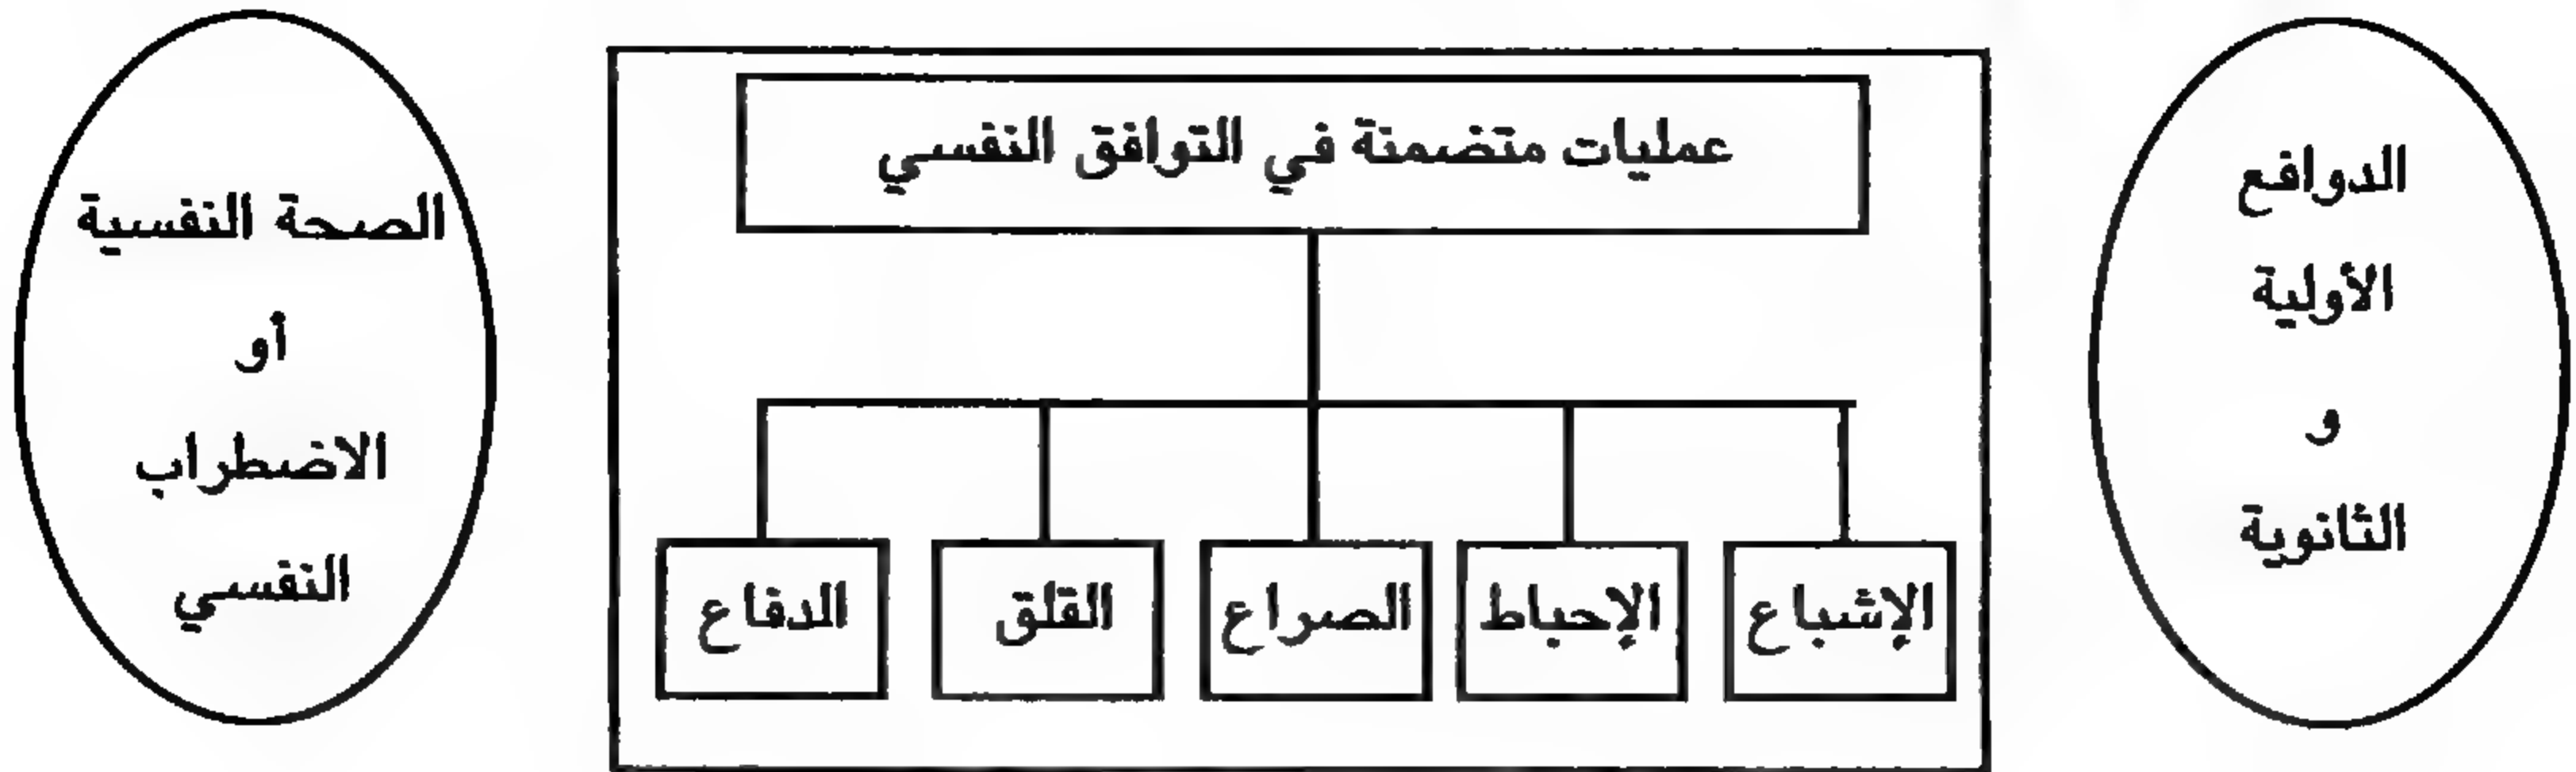 الدوافع
الأولية
و
الثانوية
عمليات متضمنة في التوافق النفسي
الإشباع
الإحباط
الصراع
القلق
الدفاع
الصحة النفسية
أو
الاضطراب
النفسي